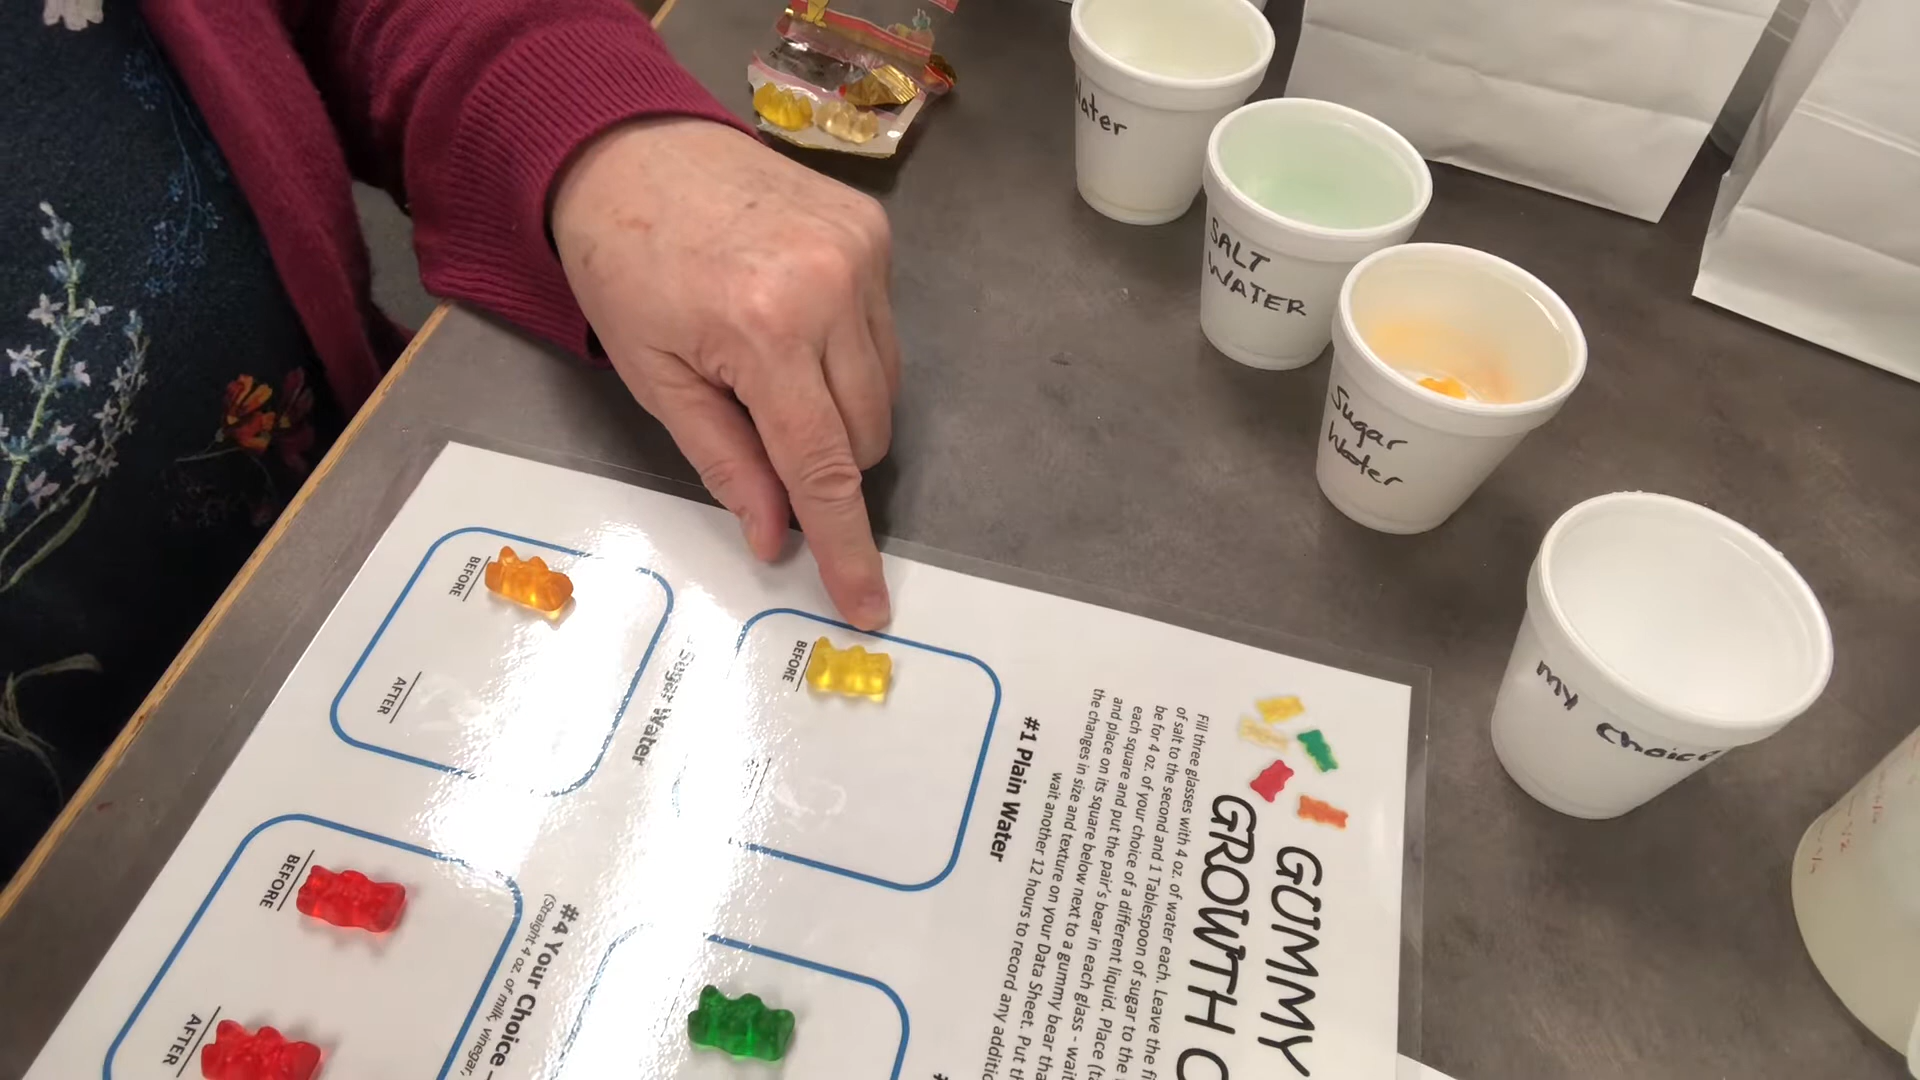 Water
SALT
WATER
Sugar
Water
My Choice
GUMMY
GROWTH
Fill three glasses with 4 oz. of water each. Leave the
of salt to the second and 1 Tablespoon of sugar to the
be for 4 oz. of your choice of a different liquid. Place
each square and put the pair's bear in each glass - wait
and place on its square below next to a gummy bear
the changes in size and texture on your Data Sheet. Put
wait another 12 hours to record any
#1 Plain Water
BEFORE
Sugar Water
BEFORE
AFTER
#4 Your Choice –
(Straight 4 oz. of milk, vinegar,
BEFORE
AFTER